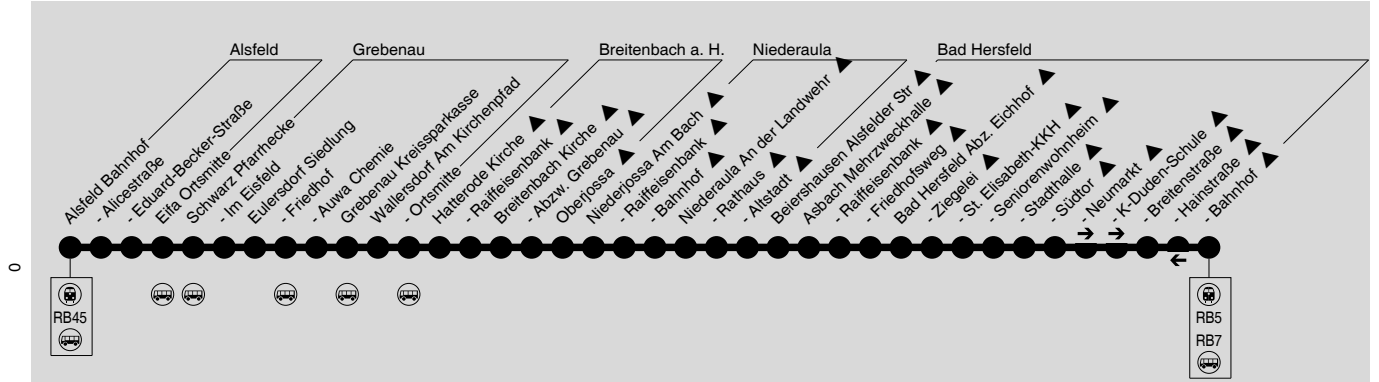 Alsfeld
Grebenau
Breitenbach a. H.
Niederaula
Bad Hersfeld
Alsfeld Bahnhof
- Alicestraße
- Eduard-Becker-Straße
Eifa Ortsmitte
Schwarz Pfarrhecke
- Im Eisfeld
Eulersdorf Siedlung
- Friedhof
- Auwa Chemie
Grebenau Kreissparkasse
Wallersdorf Am Kirchenpfad
- Ortsmitte
Hatterode Kirche
- Raiffeisenbank
Breitenbach Kirche
- Abzw. Grebenau
Oberjossa
Niederjossa Am Bach
- Raiffeisenbank
- Bahnhof
Niederaula An der Landwehr
- Rathaus
- Altstadt
Beiershausen Alsfelder Str
Asbach Mehrzweckhalle
- Raiffeisenbank
- Friedhofsweg
Bad Hersfeld Abz. Eichhof
- Ziegelei
- St. Elisabeth-KKH
- Seniorenwohnheim
- Stadthalle
- Südtor
- Neumarkt
- K-Duden-Schule
- Breitenstraße
- Hainstraße
- Bahnhof
0
RB45
RB5
RB7